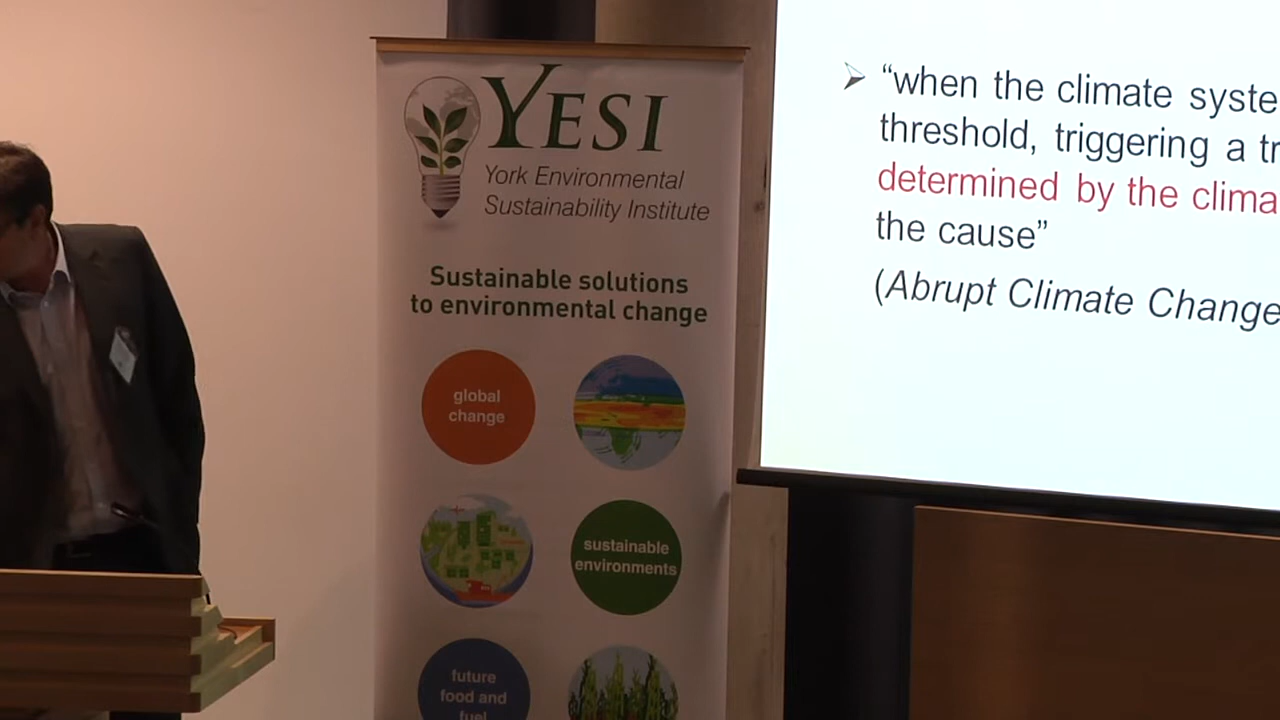 YESI
York Environmental
Sustainability Institute
Sustainable solutions
to environmental change
global
change
sustainable
environments
future
food and
fuel
“when the climate syste
threshold, triggering a tr
determined by the clima
the cause”
(Abrupt Climate Change